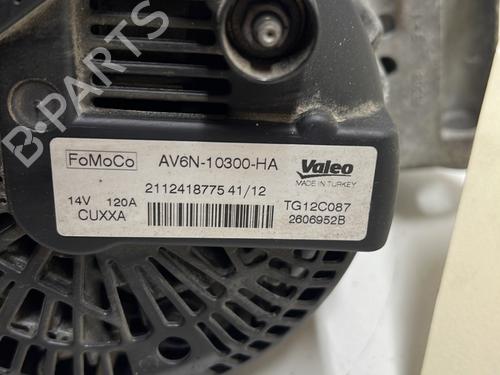 B-PARTS
FoMoCo
AV6N-10300-HA
Valeo
MADE IN TURKEY
2112418775 41/12
14V 120A
TG12C087
CUXXA
2606952B